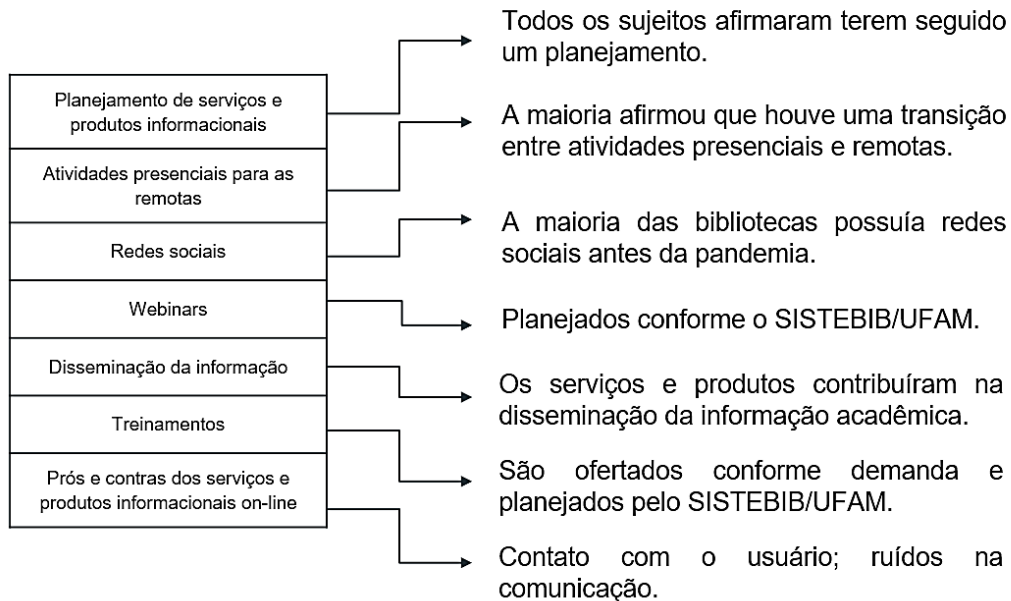 Todos os sujeitos afirmaram terem seguido
um planejamento.
Planejamento de serviços e
produtos informacionais
A maioria afirmou que houve uma transição
entre atividades presenciais e remotas.
Atividades presenciais para as
remotas
A maioria das bibliotecas possuía redes
sociais antes da pandemia.
Redes sociais
Webinars
Planejados conforme o SISTEBIB/UFAM.
Disseminação da informação
Os serviços e produtos contribuíram na
disseminação da informação acadêmica.
Treinamentos
São ofertados conforme demanda e
planejados pelo SISTEBIB/UFAM.
Prós e contras dos serviços e
produtos informacional on-line
Contato com o usuário; ruídos na
comunicação.